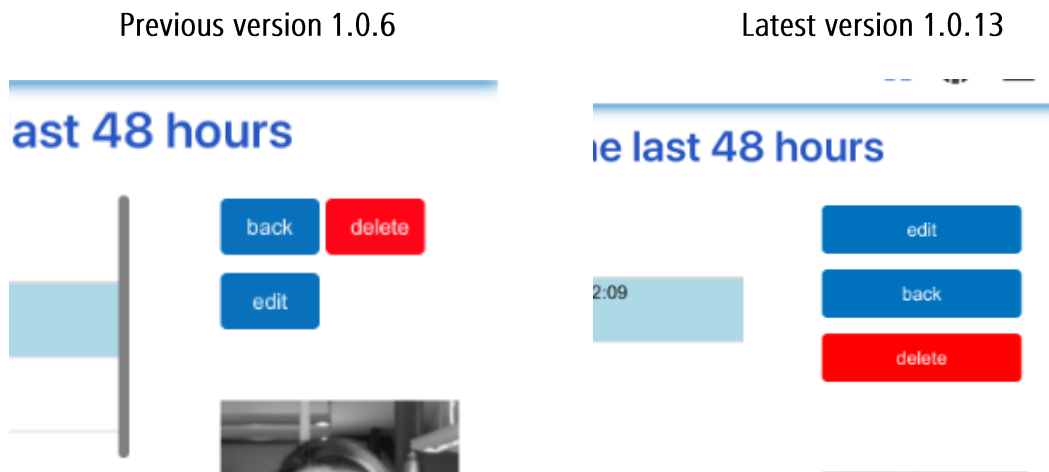 Previous version 1.0.6
ast 48 hours
back
delete
edit
Latest version 1.0.13
e last 48 hours
edit
2:09
back
delete